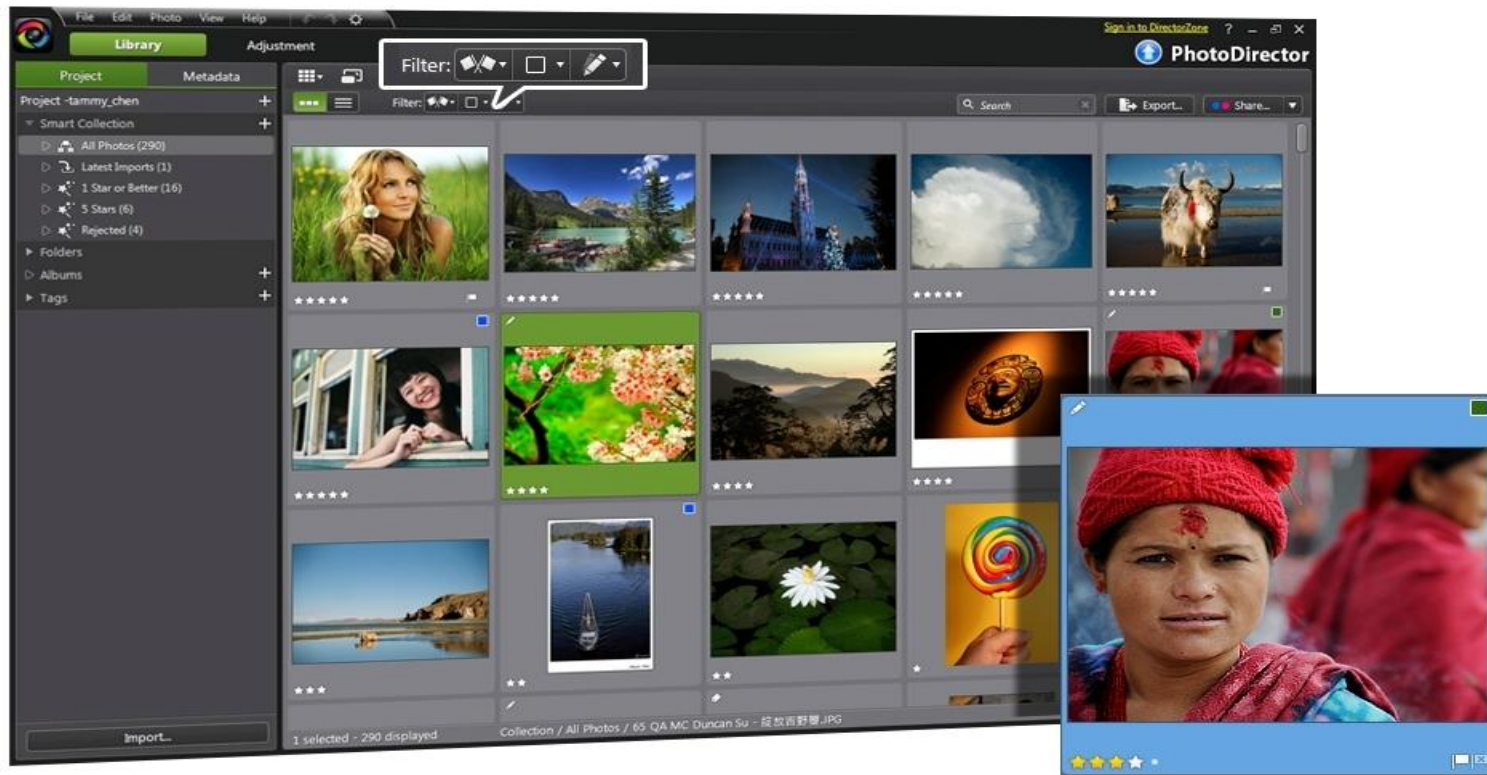 File Edit Photo View Help
Sign in to DirectorZone ?
Library Adjustment
PhotoDirector
Filter:
Project Metadata
Project -tammy_chen +
Filter:
Search
Export...
Share...
Smart Collection +
All Photos (290)
Latest Imports (1)
1 Star or Better (16)
5 Stars (6)
Rejected (4)
Folders
Albums +
Tags +
Import...
1 selected - 290 displayed
Collection / All Photos / 65 QA MC Duncan Su - 綻放吉野櫻.JPG